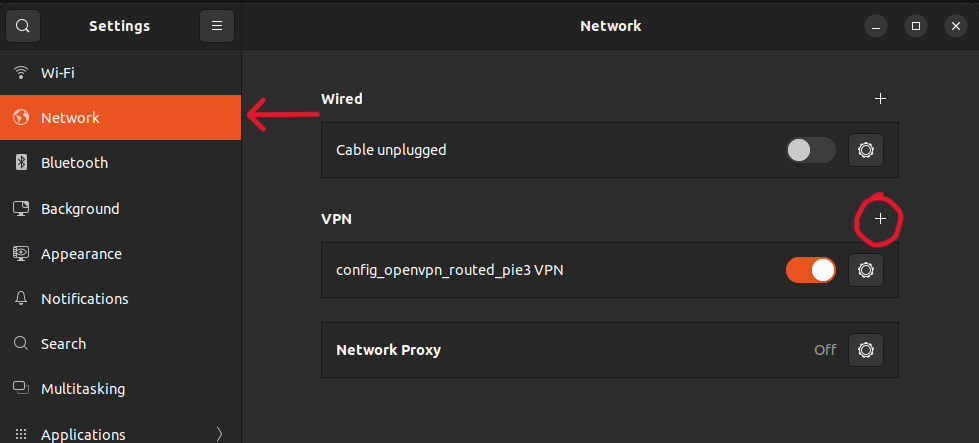 Settings
Network
Wi-Fi
Network
Bluetooth
Background
Appearance
Notifications
Search
Multitasking
Applications
Wired
Cable unplugged
VPN
config_openvpn_routed_pie3 VPN
Network Proxy Off